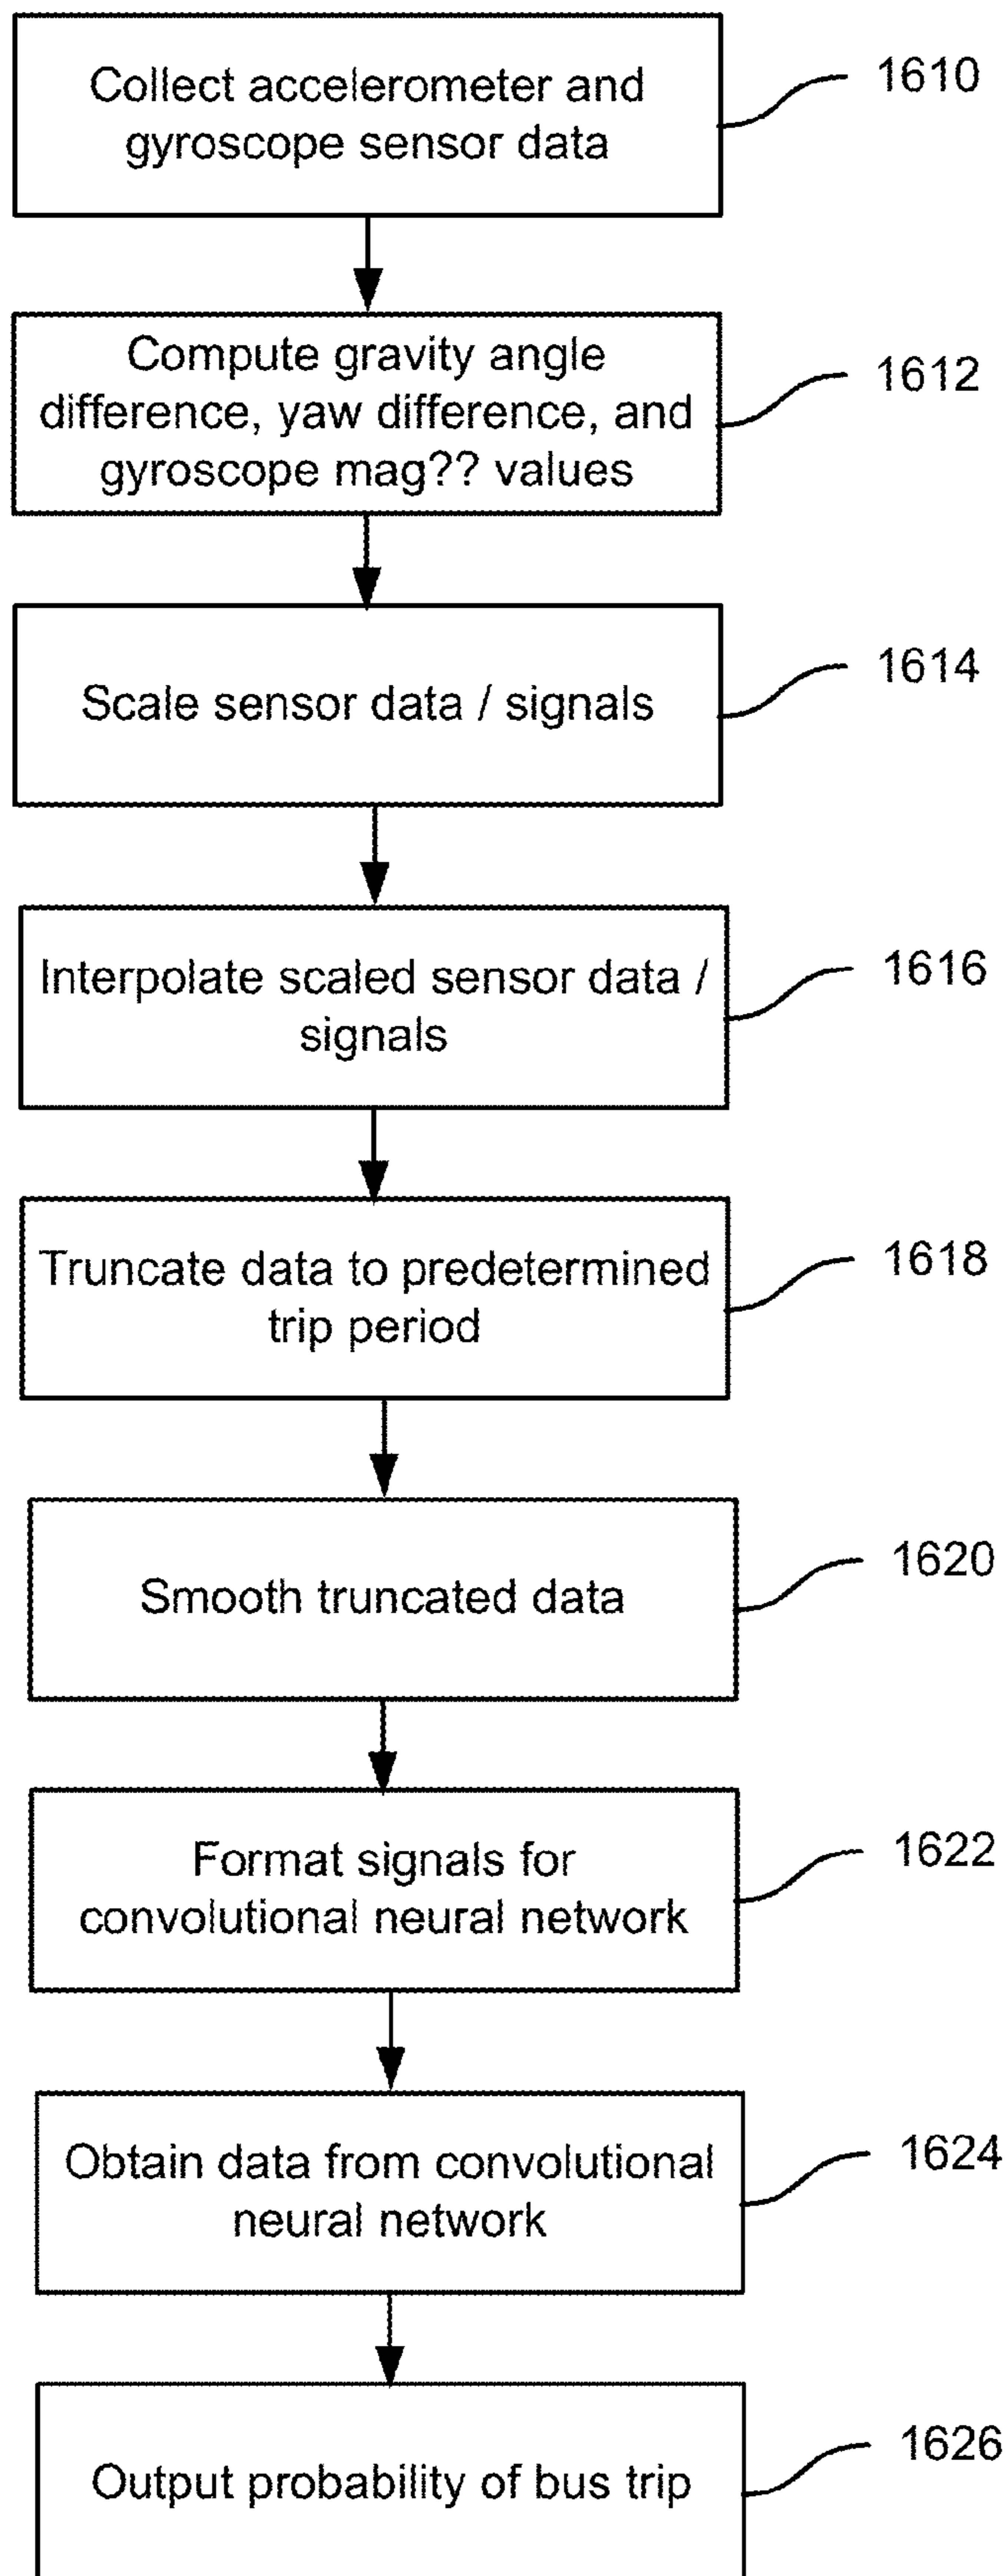 Collect accelerometer and
gyroscope sensor data
1610
Compute gravity angle
difference, yaw difference, and
gyroscope mag?? values
1612
Scale sensor data / signals
1614
Interpolate scaled sensor data /
signals
1616
Truncate data to predetermined
trip period
1618
Smooth truncated data
1620
Format signals for
convolutional neural network
1622
Obtain data from convolutional
neural network
1624
Output probability of bus trip
1626